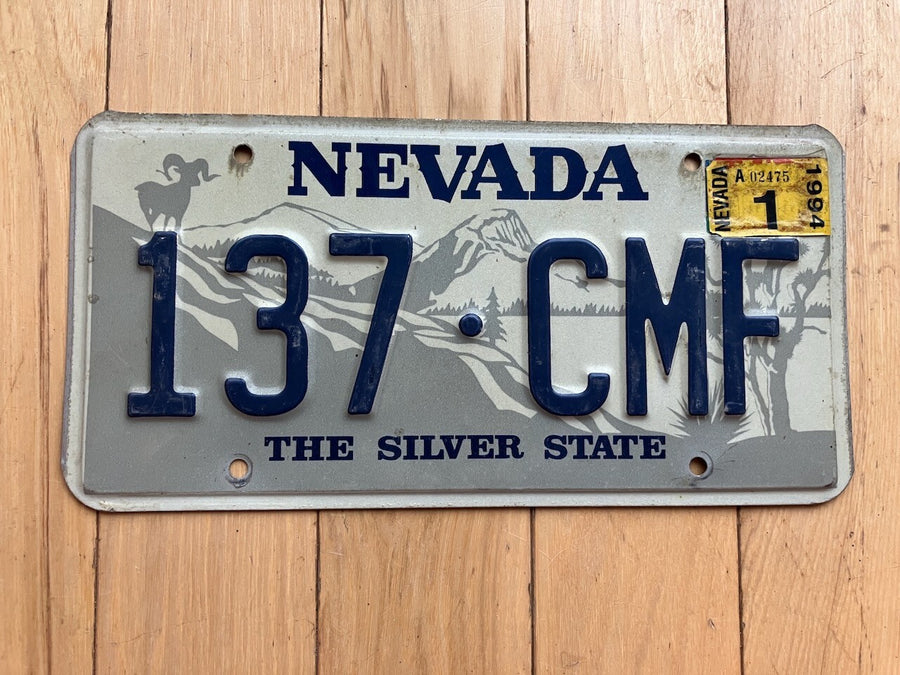 NEVADA
NEVADA A 02475 1 1994
137·CMF
THE SILVER STATE